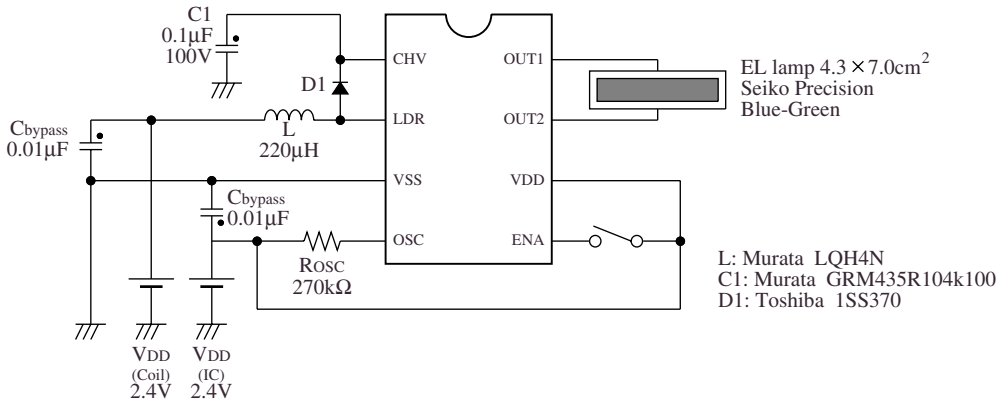 C1
0.1µF
100V
D1
L
220µH
Cbypass
0.01µF
Cbypass
0.01µF
ROSC
270kΩ
VDD
(Coil)
2.4V
VDD
(IC)
2.4V
CHV
LDR
VSS
OSC
OUT1
OUT2
VDD
ENA
EL lamp 4.3 × 7.0cm²
Seiko Precision
Blue-Green
L: Murata LQH4N
C1: Murata GRM435R104k100
D1: Toshiba 1SS370